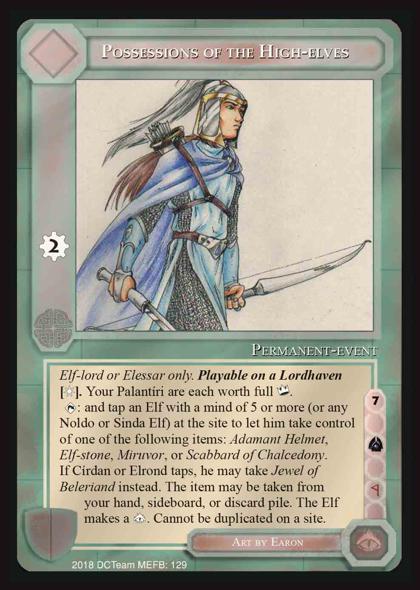 Possessions of the High-elves
2
Permanent-event
Elf-lord or Elessar only. Playable on a Lordhaven
[ ]. Your Palantíri are each worth full .
: and tap an Elf with a mind of 5 or more (or any
Noldo or Sinda Elf) at the site to let him take control
of one of the following items: Adamant Helmet,
Elf-stone, Miruvor, or Scabbard of Chalcedony.
If Cirdan or Elrond taps, he may take Jewel of
Beleriand instead. The item may be taken from
your hand, sideboard, or discard pile. The Elf
makes a . Cannot be duplicated on a site.
7
Art by Earon
2018 DCTeam MEFB: 129